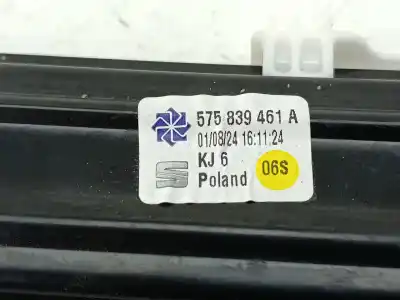 575 839 461 A
01/08/24 16:11:24
KJ 6
Poland
06S